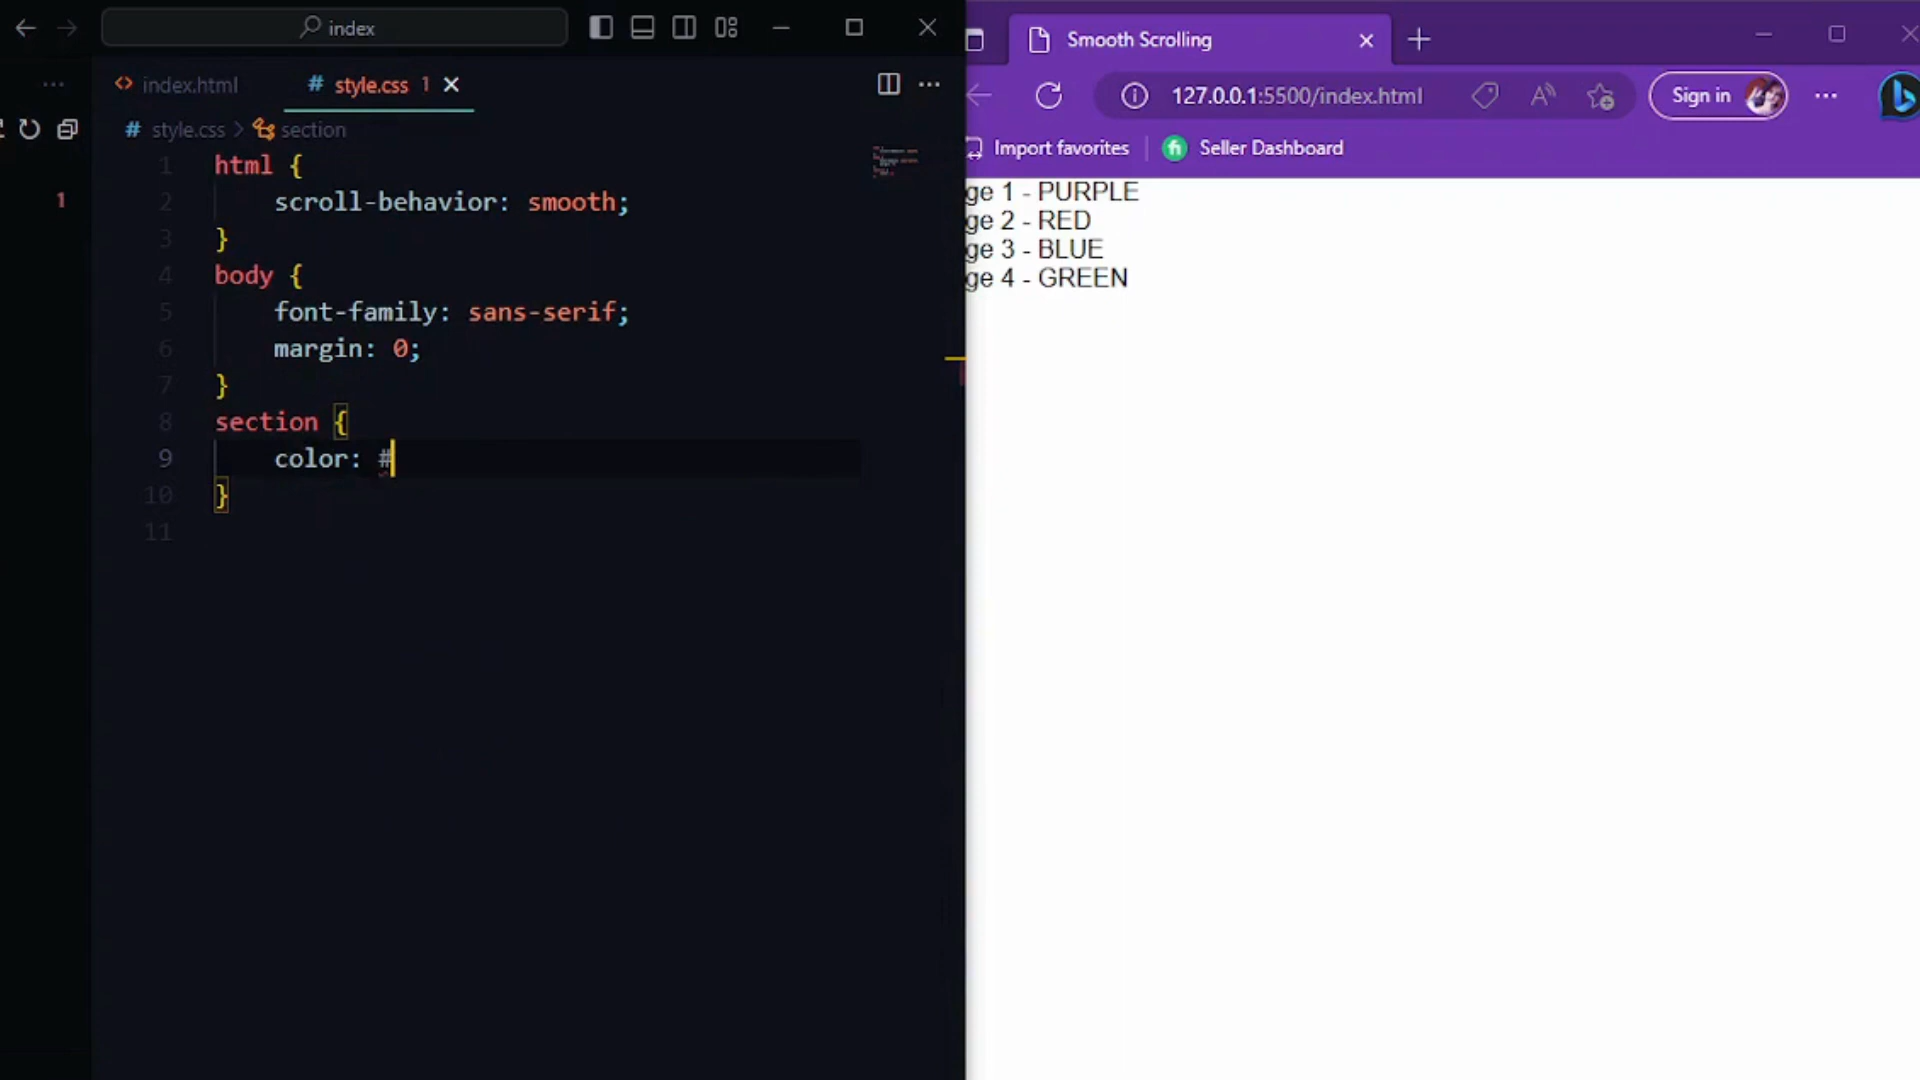 index
index.html
# style.css 1
# style.css > section
1
1 html {
2 scroll-behavior: smooth;
3 }
4 body {
5 font-family: sans-serif;
6 margin: 0;
7 }
8 section {
9 color: #
10 }
11
Smooth Scrolling
127.0.0.1:5500/index.html
Sign in
Import favorites
Seller Dashboard
ge 1 - PURPLE
ge 2 - RED
ge 3 - BLUE
ge 4 - GREEN